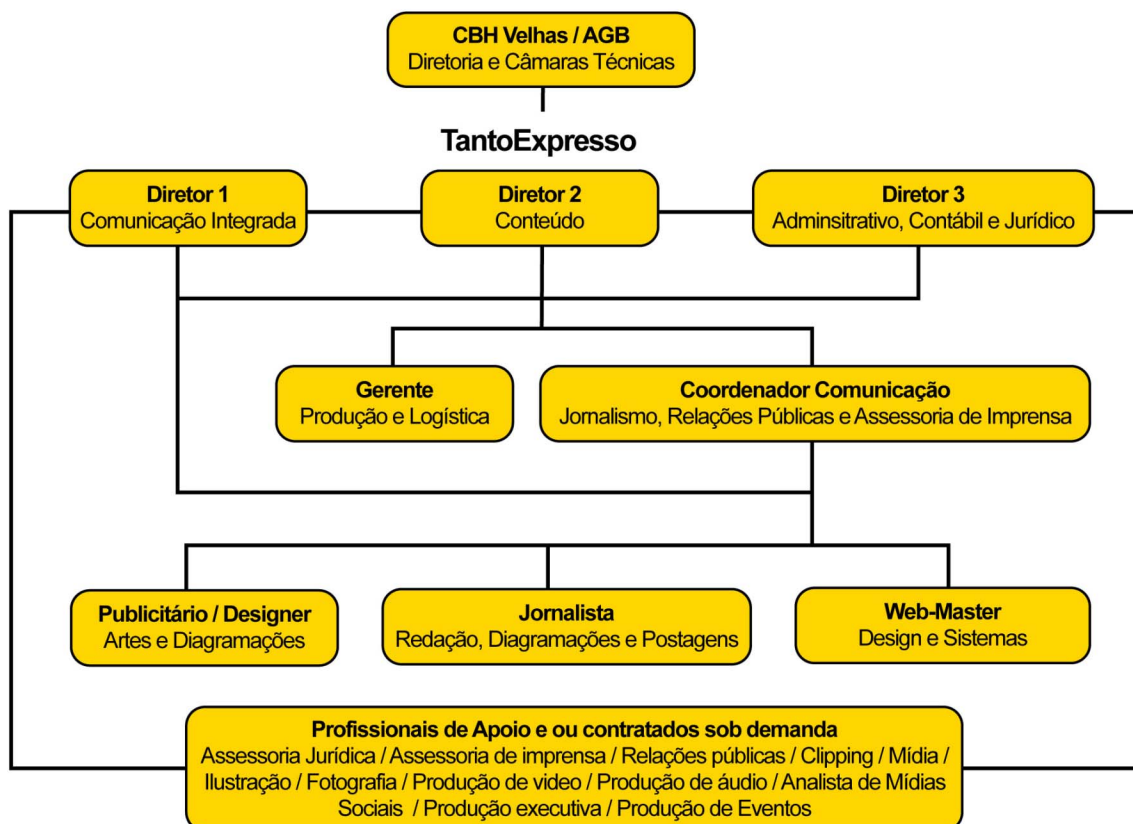 CBH Velhas / AGB
Diretoria e Câmaras Técnicas
TantoExpresso
Diretor 1
Comunicação Integrada
Diretor 2
Conteúdo
Diretor 3
Adminsitrativo, Contábil e Jurídico
Gerente
Produção e Logística
Coordenador Comunicação
Jornalismo, Relações Públicas e Assessoria de Imprensa
Publicitário / Designer
Artes e Diagramações
Jornalista
Redação, Diagramações e Postagens
Web-Master
Design e Sistemas
Profissionais de Apoio e ou contratados sob demanda
Assessoria Jurídica / Assessoria de imprensa / Relações públicas / Clipping / Mídia /
Ilustração / Fotografia / Produção de video / Produção de áudio / Analista de Mídias
Sociais / Produção executiva / Produção de Eventos